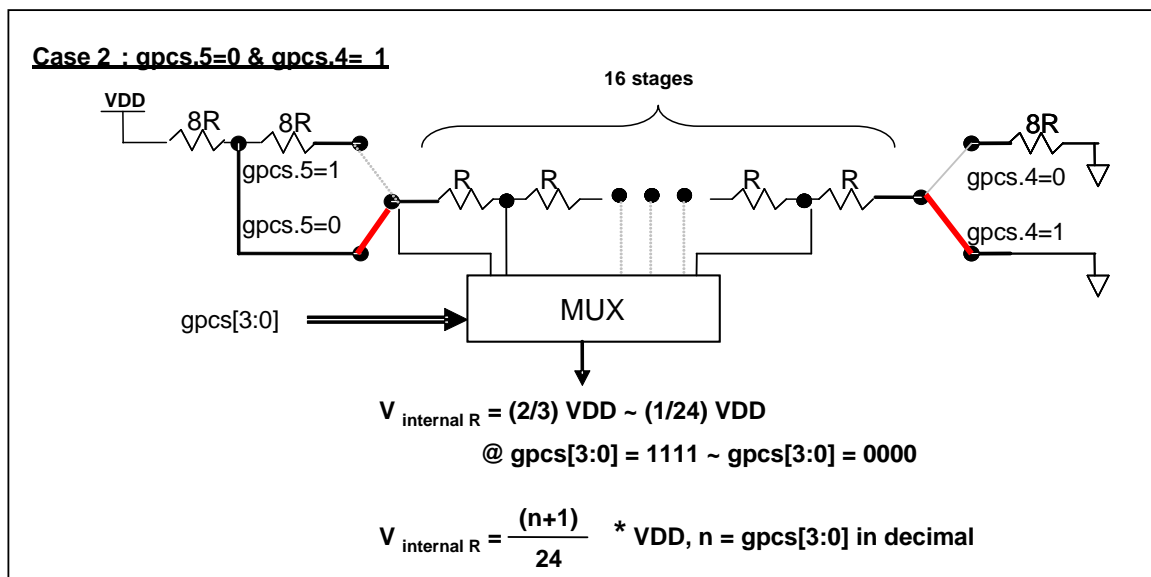 Case 2 : gpcs.5=0 & gpcs.4= 1
16 stages
VDD
8R 8R 8R
gpcs.5=1
R R R R
gpcs.4=0
gpcs.5=0
gpcs.4=1
MUX
gpcs[3:0]
V internal R = (2/3) VDD ~ (1/24) VDD
@ gpcs[3:0] = 1111 ~ gpcs[3:0] = 0000
V internal R = (n+1) / 24 * VDD, n = gpcs[3:0] in decimal